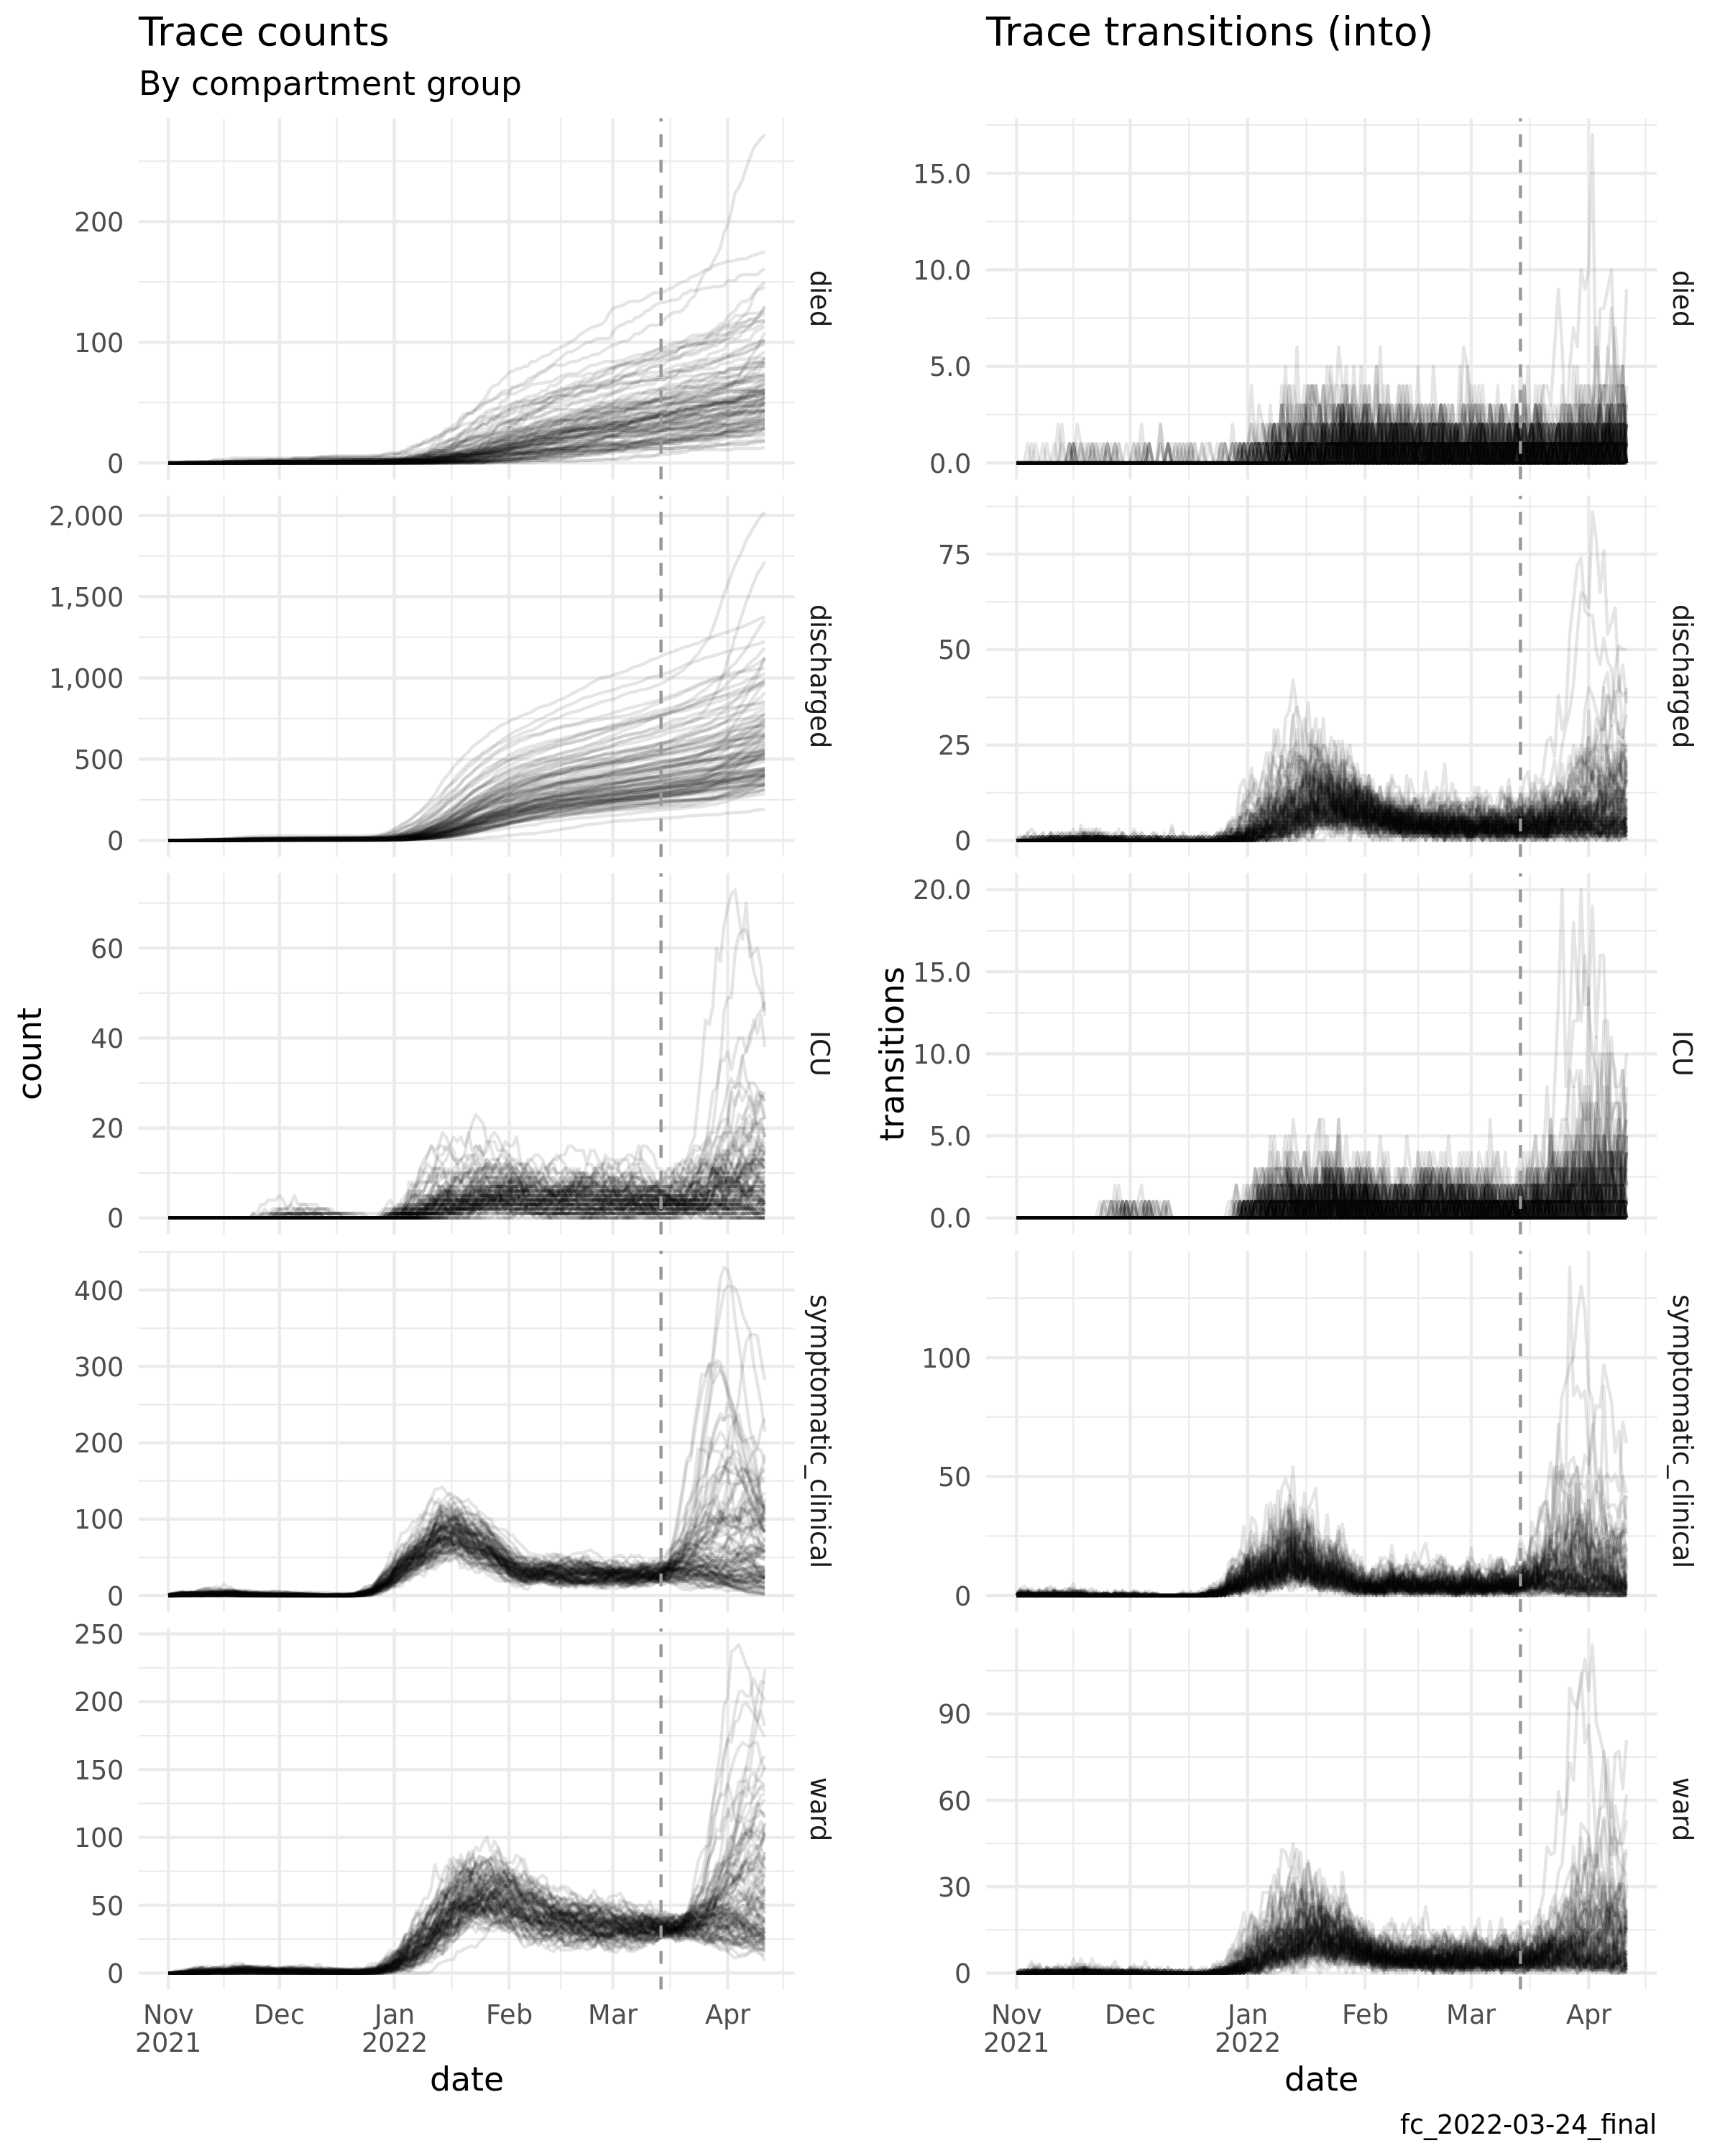 Trace counts
By compartment group
count
200
100
0
died
2,000
1,500
1,000
500
0
discharged
60
40
20
0
ICU
400
300
200
100
0
symptomatic_clinical
250
200
150
100
50
0
ward
Nov Dec Jan Feb Mar Apr
2021 2022
date
Trace transitions (into)
transitions
15.0
10.0
5.0
0.0
died
75
50
25
0
discharged
20.0
15.0
10.0
5.0
0.0
ICU
100
50
0
symptomatic_clinical
90
60
30
0
ward
Nov Dec Jan Feb Mar Apr
2021 2022
date
fc_2022-03-24_final